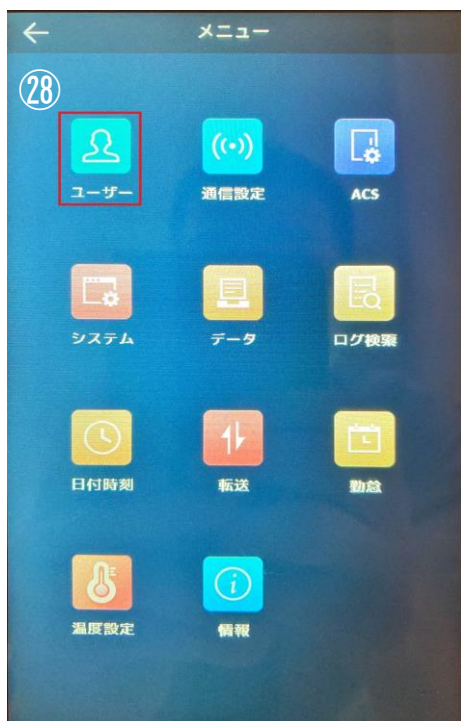 メニュー
㉘
ユーザー
通信設定
ACS
システム
データ
ログ検索
日付時刻
転送
勤怠
温度設定
情報